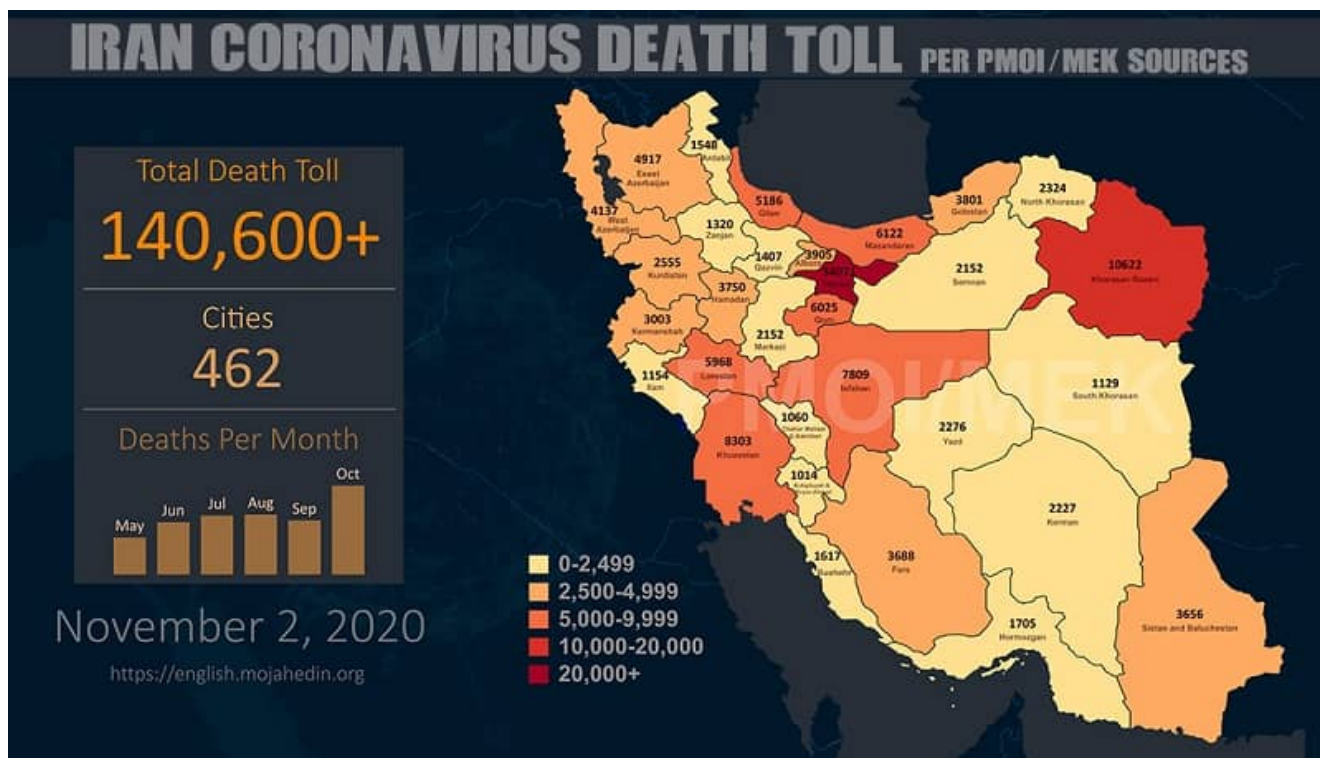 IRAN CORONAVIRUS DEATH TOLL PER PMOI/MEK SOURCES
Total Death Toll
140,600+
Cities
462
Deaths Per Month
May
Jun
Jul
Aug
Sep
Oct
November 2, 2020
https://english.mojahedin.org
0-2,499
2,500-4,999
5,000-9,999
10,000-20,000
20,000+
4917
Azerbaijan
1548
Ardabil
4137
West
Azerbaijan
5186
Gilan
1320
Zanjan
1407
Qazvin
3905
Alborz
6122
Mazandaran
3801
Golestan
2324
North Khorasan
10622
Khorasan Razavi
2152
Semnan
2555
Kurdistan
3750
Hamadan
6025
Qom
3003
Kermanshah
2152
Markazi
1154
Ilam
5968
Lorestan
7809
Isfahan
1129
South Khorasan
1060
8303
Khuzestan
2276
Yazd
1014
2227
Kerman
1617
Bushehr
3688
Fars
1705
Hormozgan
3656
Sistan and Baluchestan
PMOI/MEK